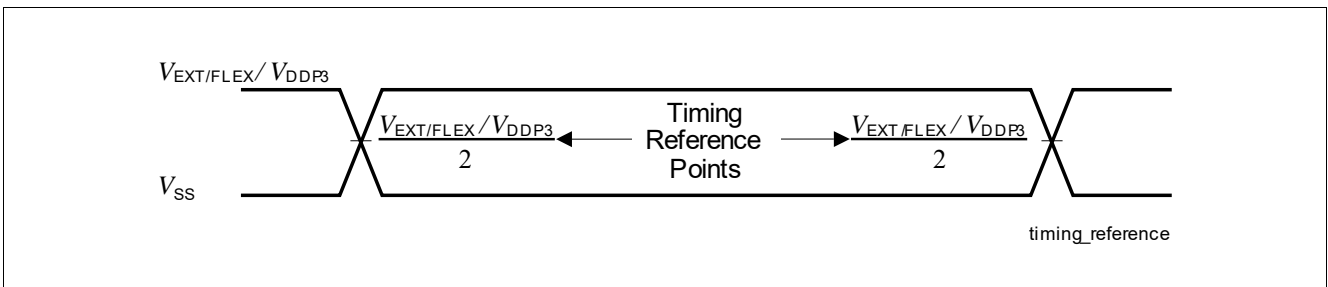 VEXT/FLEX / VDDP3
VEXT/FLEX / VDDP3
2
Timing
Reference
Points
VEXT/FLEX / VDDP3
2
VSS
timing_reference